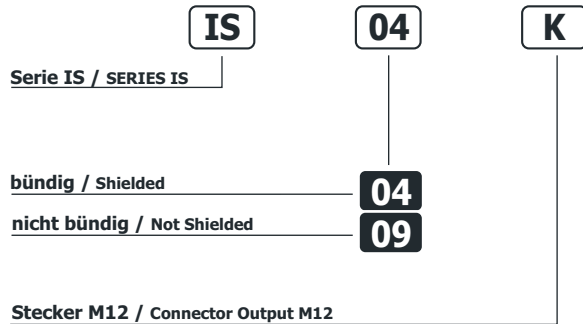 IS 04 K
Serie IS / SERIES IS
bündig / Shielded 04
nicht bündig / Not Shielded 09
Stecker M12 / Connector Output M12